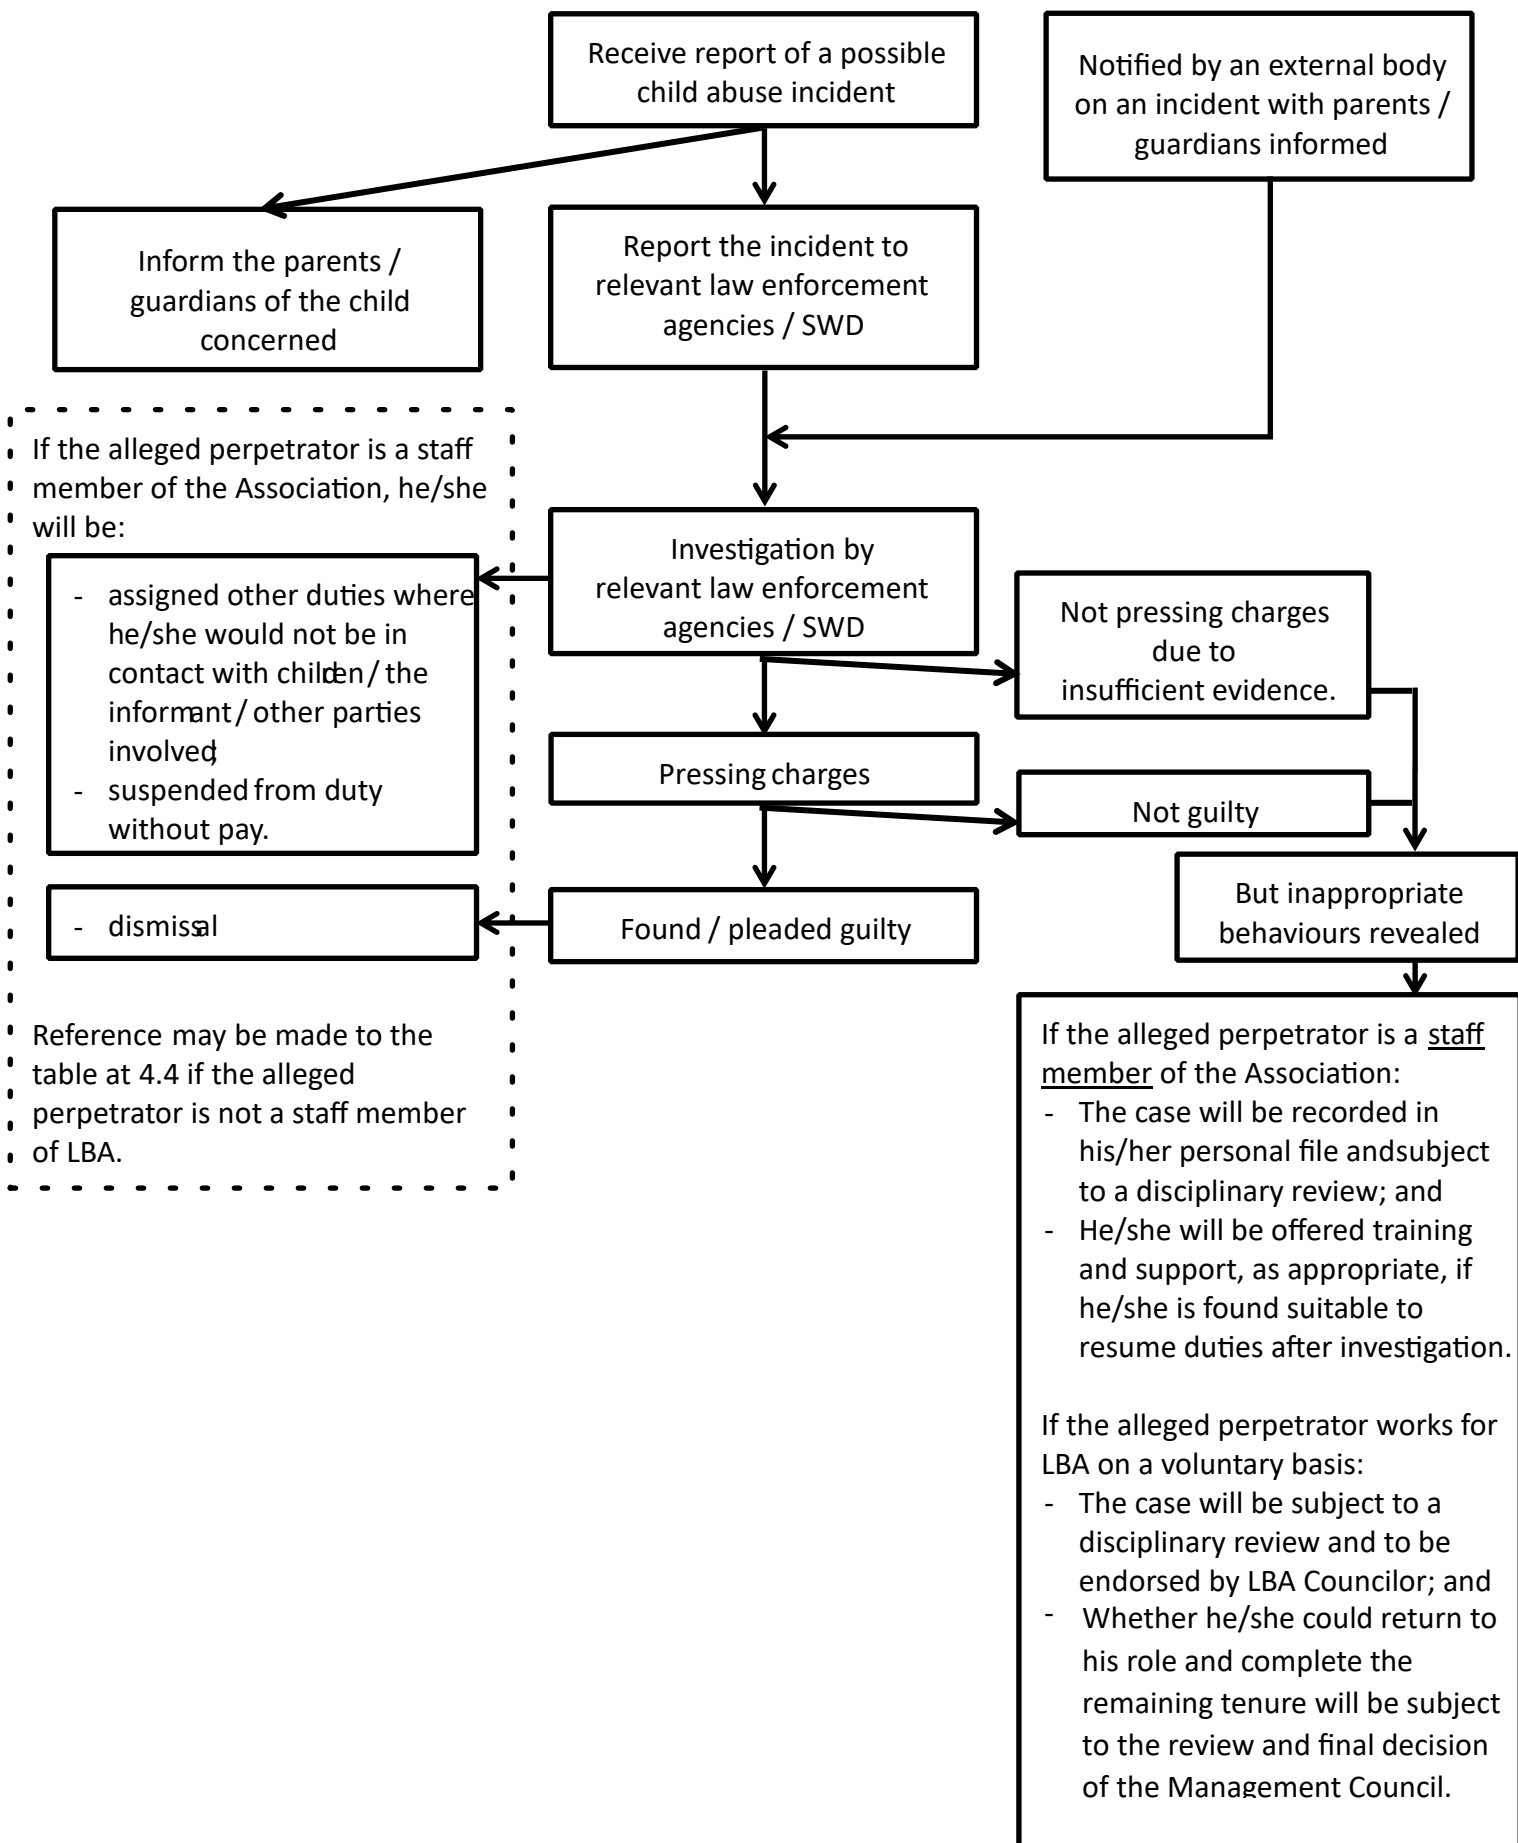 Receive report of a possible
child abuse incident
Notified by an external body
on an incident with parents /
guardians informed
Inform the parents /
guardians of the child
concerned
Report the incident to
relevant law enforcement
agencies / SWD
If the alleged perpetrator is a staff
member of the Association, he/she
will be:
- assigned other duties where
he/she would not be in
contact with children / the
informant / other parties
involved;
- suspended from duty
without pay.
- dismissal
Reference may be made to the
table at 4.4 if the alleged
perpetrator is not a staff member
of LBA.
Investigation by
relevant law enforcement
agencies / SWD
Not pressing charges
due to
insufficient evidence.
Pressing charges
Not guilty
Found / pleaded guilty
But inappropriate
behaviours revealed
If the alleged perpetrator is a staff
member of the Association:
- The case will be recorded in
his/her personal file andsubject
to a disciplinary review; and
- He/she will be offered training
and support, as appropriate, if
he/she is found suitable to
resume duties after investigation.
If the alleged perpetrator works for
LBA on a voluntary basis:
- The case will be subject to a
disciplinary review and to be
endorsed by LBA Councilor; and
- Whether he/she could return to
his role and complete the
remaining tenure will be subject
to the review and final decision
of the Management Council.